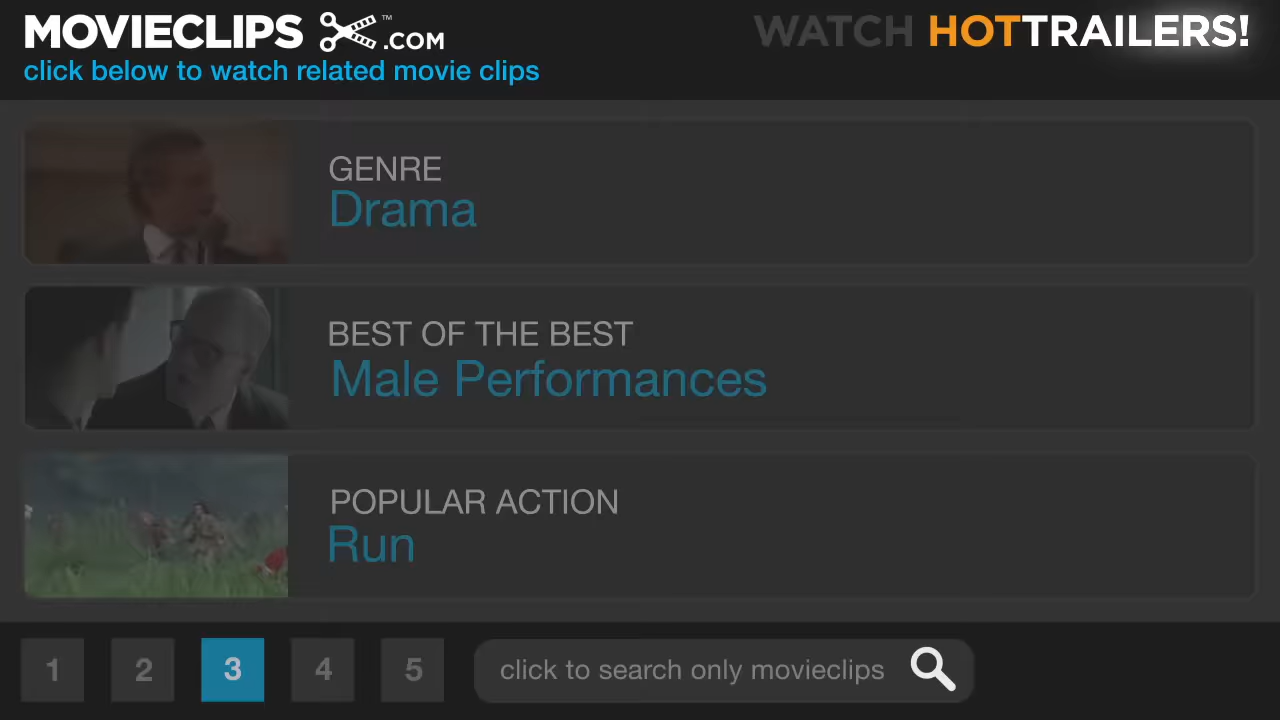 MOVIECLIPS ™ .COM
WATCH HOTTRAILERS!
click below to watch related movie clips
GENRE
Drama
BEST OF THE BEST
Male Performances
POPULAR ACTION
Run
1 2 3 4 5
click to search only movieclips